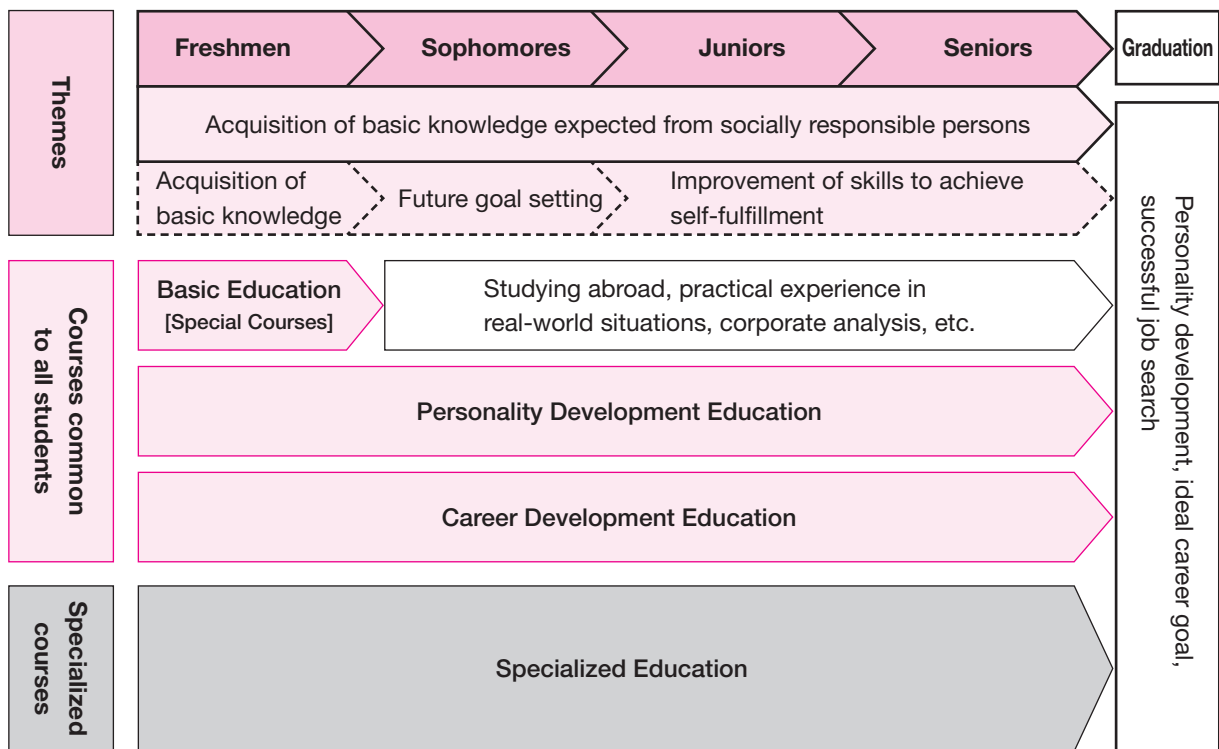 Freshmen
Sophomores
Juniors
Seniors
Graduation
Themes
Acquisition of basic knowledge expected from socially responsible persons
Acquisition of
basic knowledge
Future goal setting
Improvement of skills to achieve
self-fulfillment
Courses common
to all students
Basic Education
[Special Courses]
Studying abroad, practical experience in
real-world situations, corporate analysis, etc.
Personality Development Education
Career Development Education
Specialized
courses
Specialized Education
Personality development, ideal career goal,
successful job search